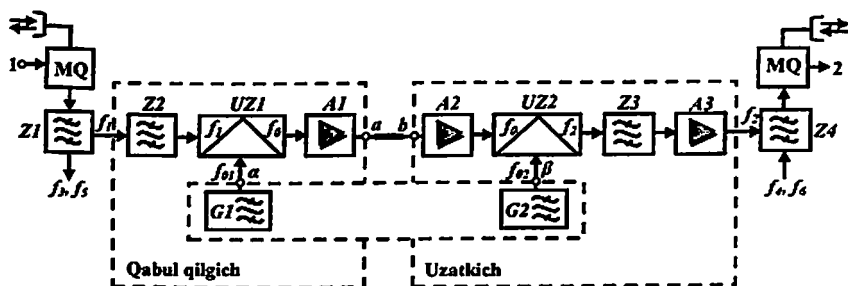 1 MQ
MQ 2
Z1 f1 Z2 UZ1 f1 f0 A1 a b A2 UZ2 f0 f2 Z3 A3 f2 Z4
f3, f5 f01 α f02 β f4, f6
G1 G2
Qabul qilgich Uzatkich